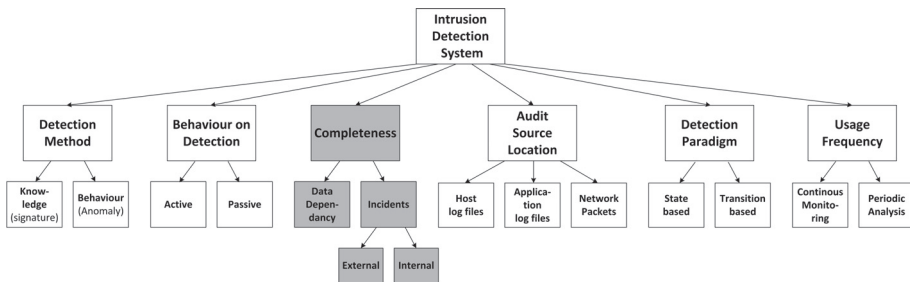 Intrusion
Detection
System
Detection
Method
Behaviour on
Detection
Completeness
Audit
Source
Location
Detection
Paradigm
Usage
Frequency
Know-
ledge
(signature)
Behaviour
(Anomaly)
Active
Passive
Data
Depen-
dancy
Incidents
Host
log files
Applica-
tion
log files
Network
Packets
State
based
Transition
based
Continous
Monito-
ring
Periodic
Analysis
External
Internal